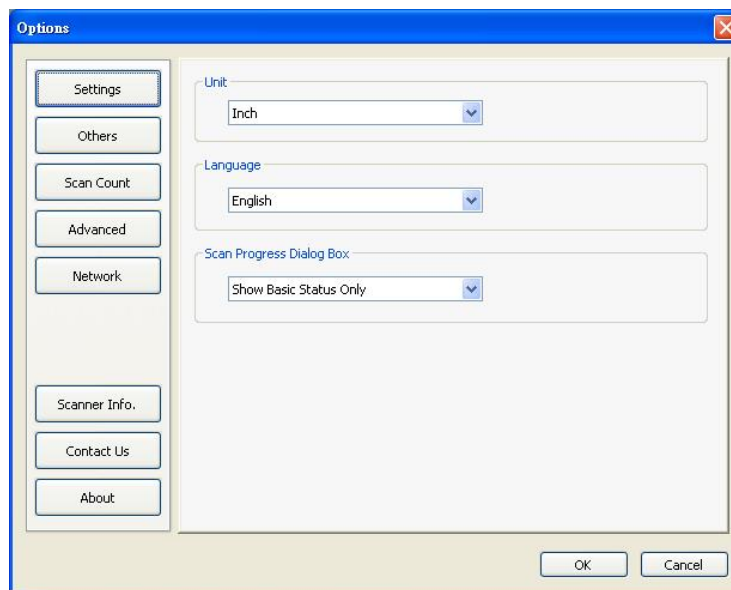 Options
Settings
Others
Scan Count
Advanced
Network
Scanner Info.
Contact Us
About
Unit
Inch
Language
English
Scan Progress Dialog Box
Show Basic Status Only
OK
Cancel